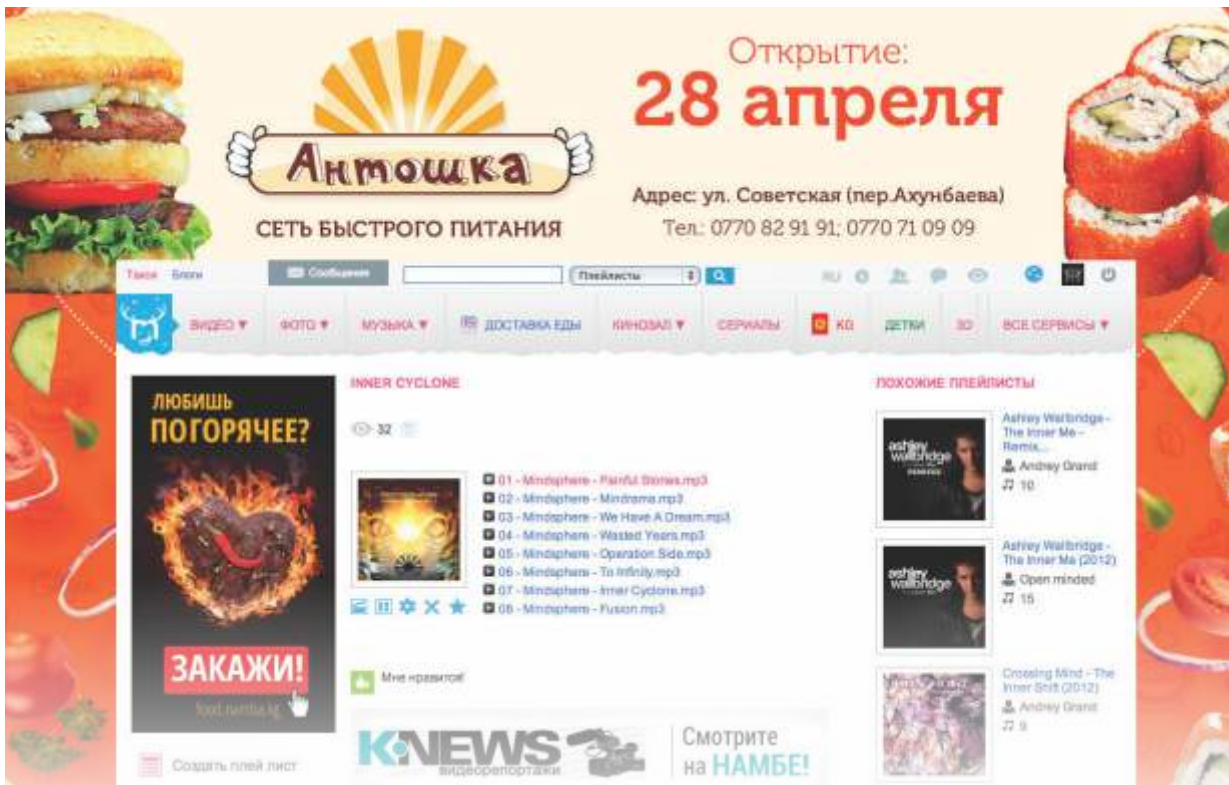 Открытие:
28 апреля
Антошка
СЕТЬ БЫСТРОГО ПИТАНИЯ
Адрес: ул. Советская (пер.Ахунбаева)
Тел.: 0770 82 91 91; 0770 71 09 09
Такси Блоги Сообщения Плейлисты RU
ВИДЕО ФОТО МУЗЫКА ДОСТАВКА ЕДЫ КИНОЗАЛ СЕРИАЛЫ KG ДЕТКИ 3D ВСЕ СЕРВИСЫ
ЛЮБИШЬ
ПОГОРЯЧЕЕ?
ЗАКАЖИ!
food.namba.kg
Создать плей лист
INNER CYCLONE
32
01 - Mindsphere - Painful Stories.mp3
02 - Mindsphere - Mindrama.mp3
03 - Mindsphere - We Have A Dream.mp3
04 - Mindsphere - Wasted Years.mp3
05 - Mindsphere - Operation Side.mp3
06 - Mindsphere - To Infinity.mp3
07 - Mindsphere - Inner Cyclone.mp3
08 - Mindsphere - Fusion.mp3
Мне нравится!
K-NEWS
видеорепортажи
Смотрите
на НАМБЕ!
ПОХОЖИЕ ПЛЕЙЛИСТЫ
ashley
wallbridge
Ashley Wallbridge -
The Inner Me -
Remix...
Andrey Grand
10
ashley
wallbridge
Ashley Wallbridge -
The Inner Me (2012)
Open minded
15
Crossing Mind - The
Inner Shift (2012)
Andrey Grand
9